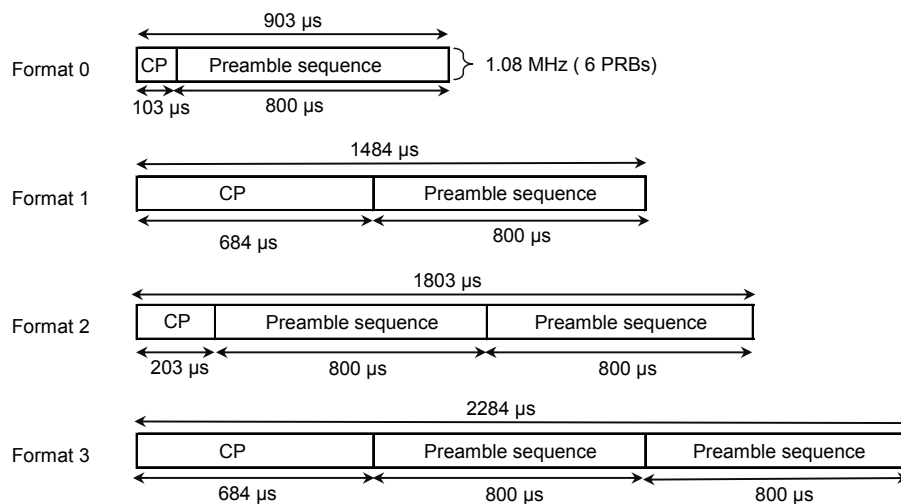 903 µs
Format 0
CP
Preamble sequence
1.08 MHz ( 6 PRBs)
103 µs
800 µs
1484 µs
Format 1
CP
Preamble sequence
684 µs
800 µs
1803 µs
Format 2
CP
Preamble sequence
Preamble sequence
203 µs
800 µs
800 µs
2284 µs
Format 3
CP
Preamble sequence
Preamble sequence
684 µs
800 µs
800 µs